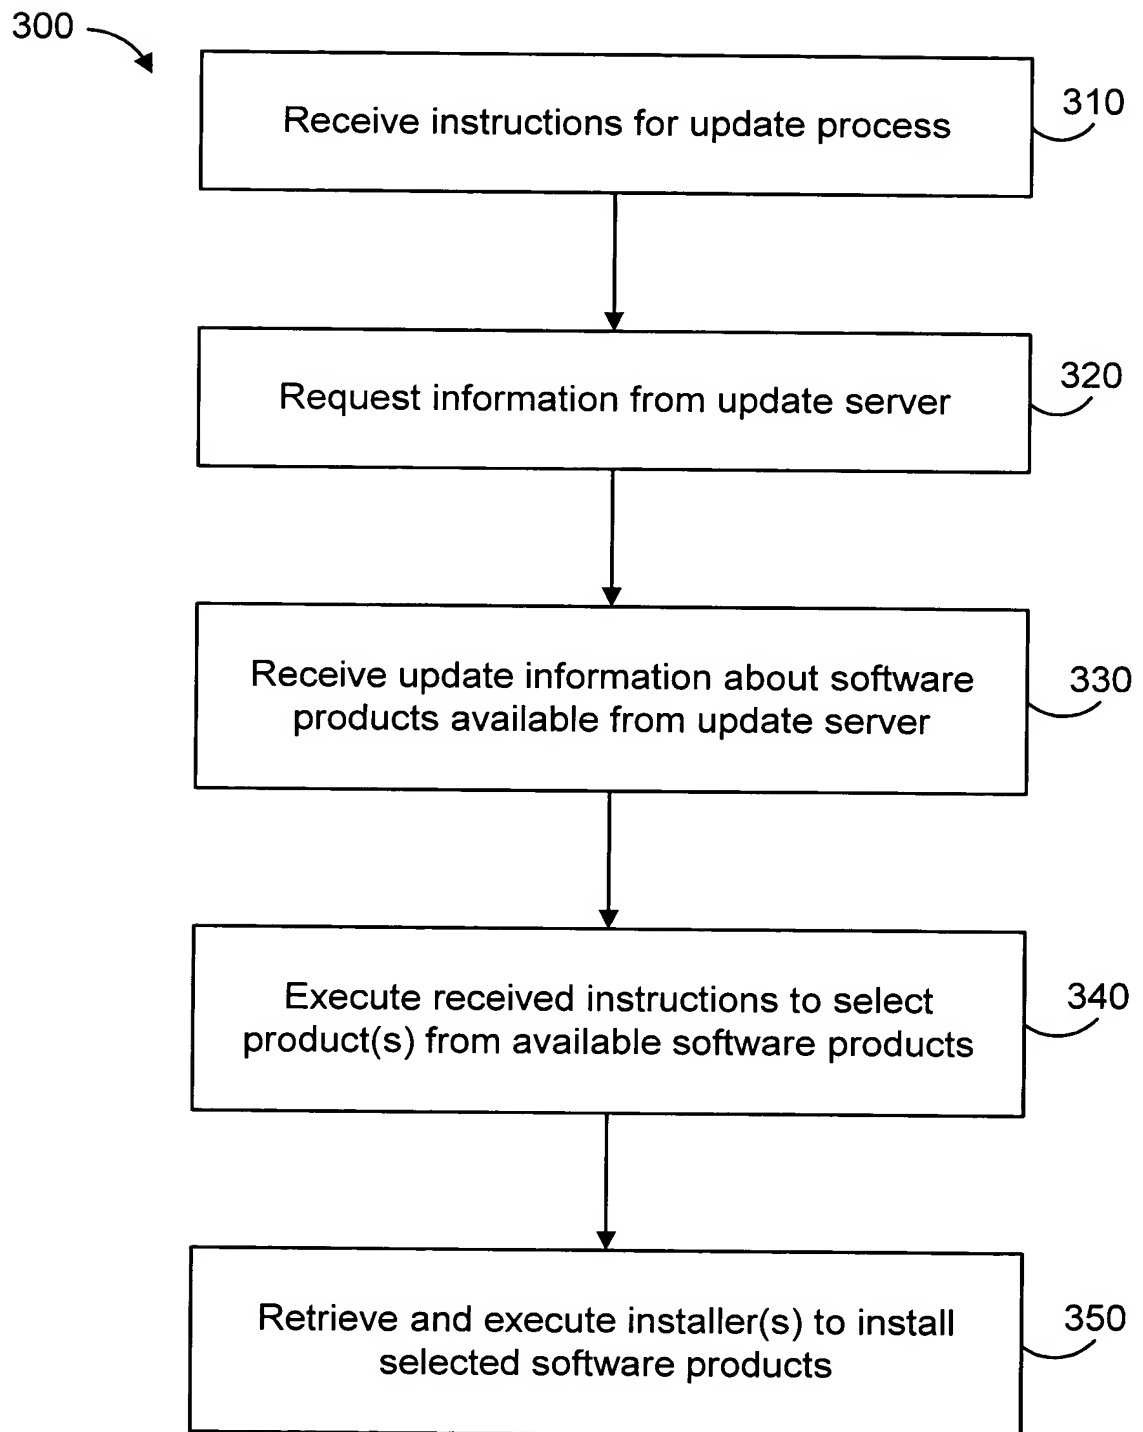 300
Receive instructions for update process
310
Request information from update server
320
Receive update information about software
products available from update server
330
Execute received instructions to select
product(s) from available software products
340
Retrieve and execute installer(s) to install
selected software products
350